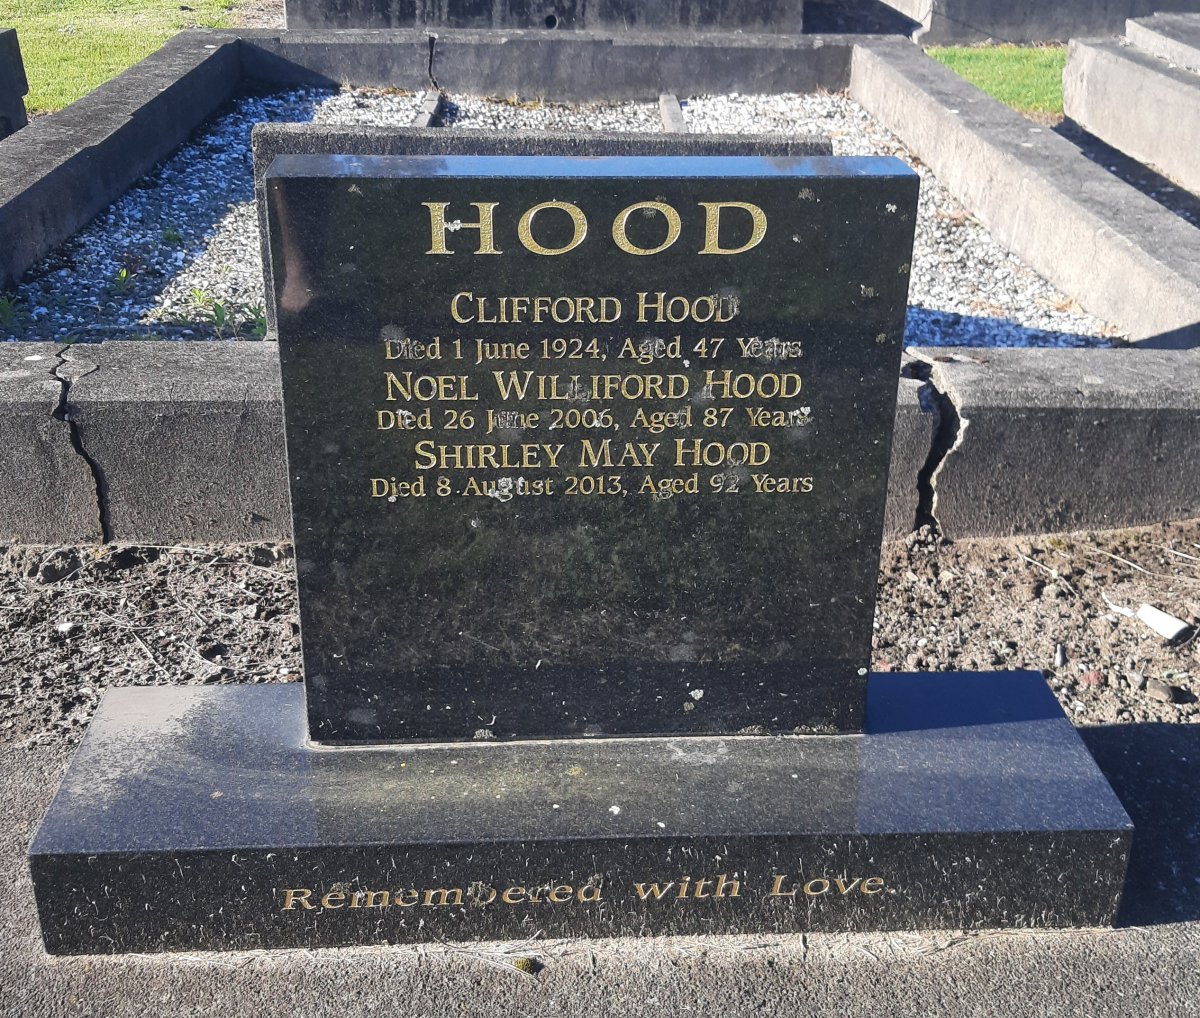 HOOD
CLIFFORD HOOD
Died 1 June 1924, Aged 47 Years
NOEL WILLIFORD HOOD
Died 26 June 2006, Aged 87 Years
SHIRLEY MAY HOOD
Died 8 August 2013, Aged 92 Years
Remembered with Love.